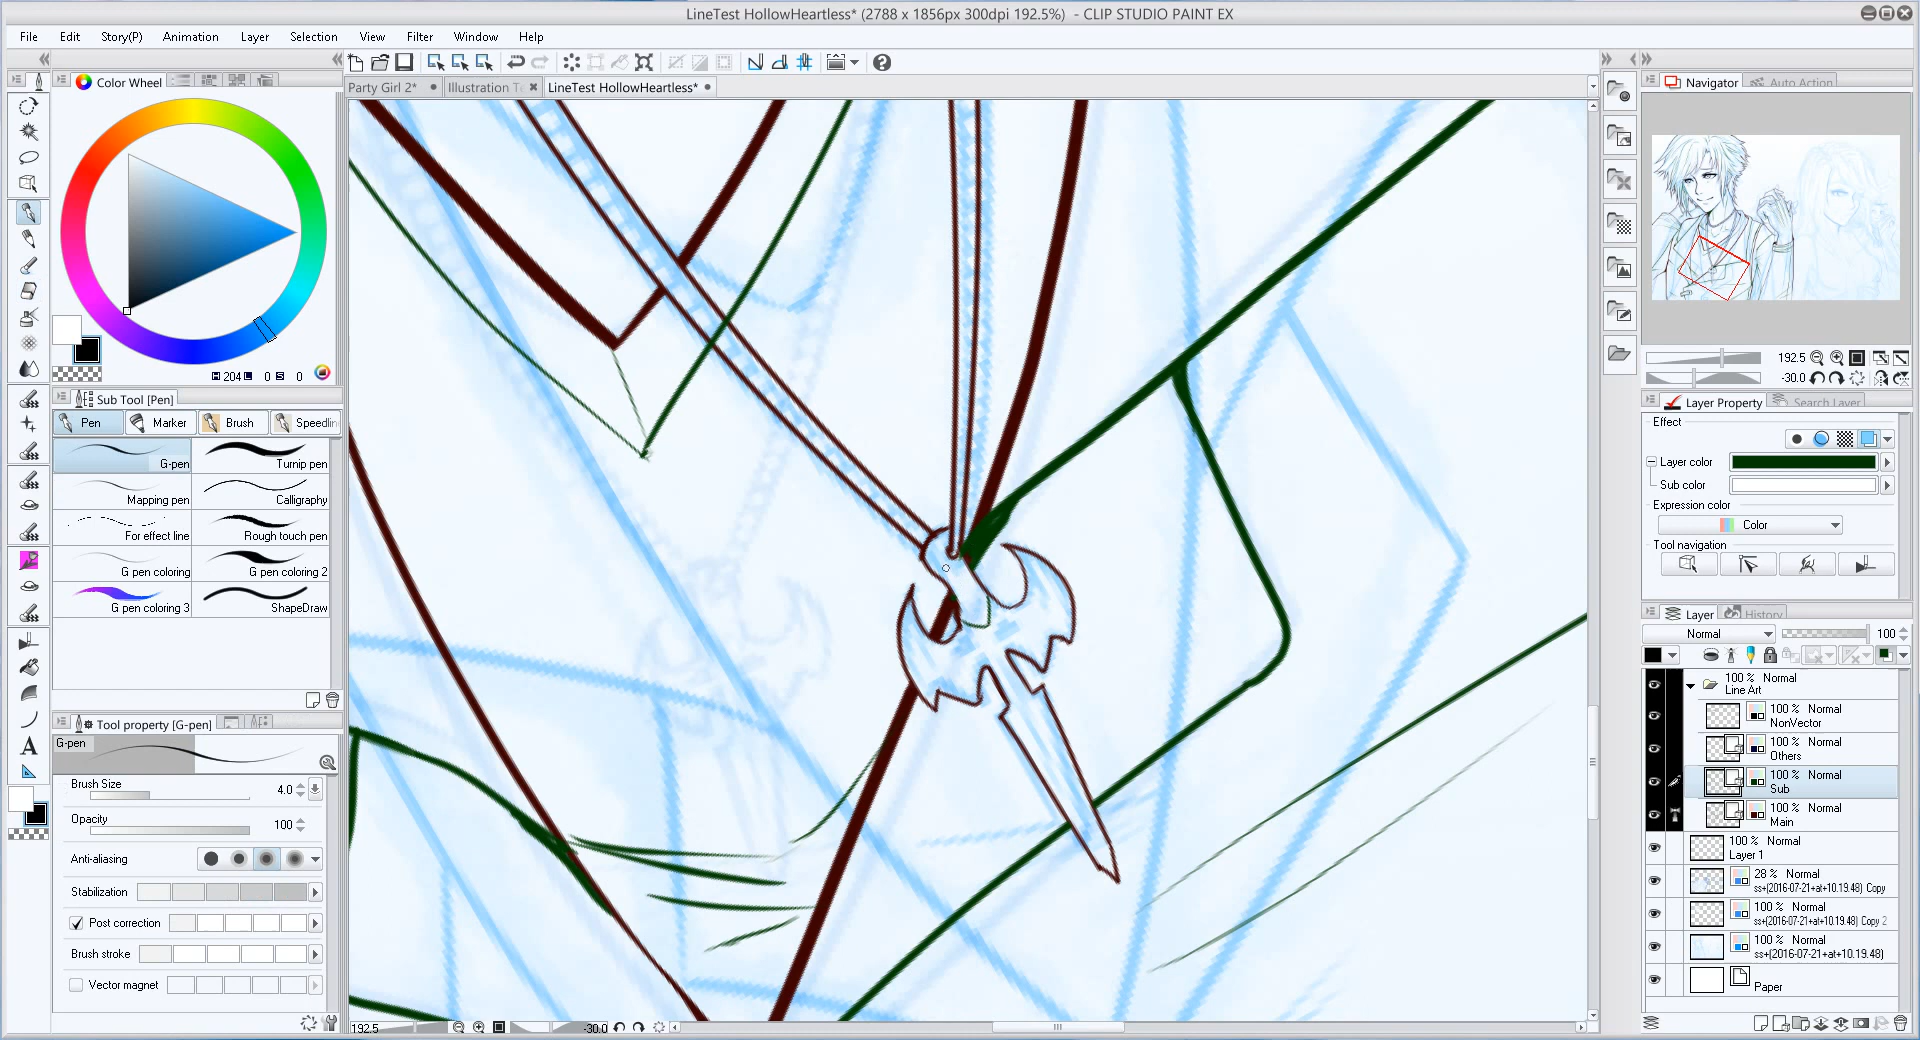 LineTest HollowHeartless* (2788 x 1856px 300dpi 192.5%)  - CLIP STUDIO PAINT EX
File Edit Story(P) Animation Layer Selection View Filter Window Help
Color Wheel
Party Girl 2*
Illustration
LineTest HollowHeartless*
Navigator Auto Action
H 204 L 0 S 0
Sub Tool [Pen]
Pen Marker Brush
G-pen Turnip pen
Mapping pen Calligraphy
For effect line Rough touch pen
G pen coloring G pen coloring 2
G pen coloring 3 ShapeDraw
Tool property [G-pen]
G-pen
Brush Size 4.0
Opacity 100
Anti-aliasing
Stabilization
Post correction
Brush stroke
Vector magnet
A
192.5 -30.0
192.5
-30.0
Layer Property Search Layer
Effect
Layer color
Sub color
Expression color
Color
Tool navigation
Layer History
Normal 100
100 % Normal
Line Art
100 % Normal
NonVector
100 % Normal
Others
100 % Normal
Sub
100 % Normal
Main
100 % Normal
Layer 1
28 % Normal
ss+(2016-07-21+at+10.19.48) Copy
100 % Normal
ss+(2016-07-21+at+10.19.48) Copy 2
100 % Normal
ss+(2016-07-21+at+10.19.48)
Paper